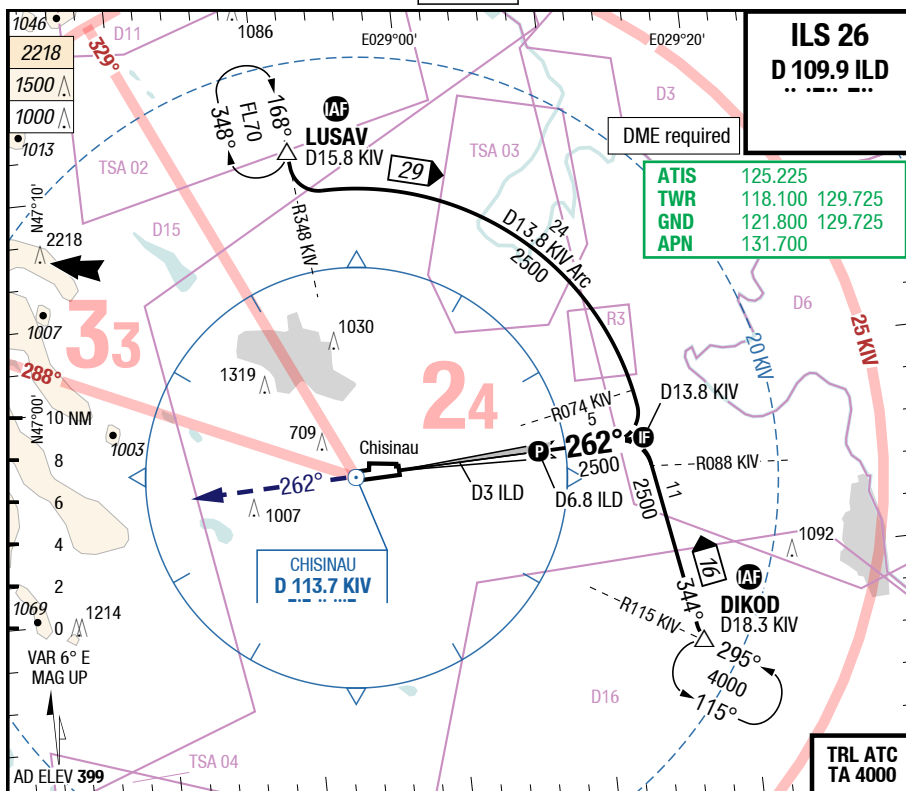 1046
D11
1086
E029°00'
E029°20'
ILS 26
D 109.9 ILD
2218
1500
1000
1013
329°
168°
FL70
348°
IAF
LUSAV
D15.8 KIV
29
TSA 02
TSA 03
D3
DME required
ATIS 125.225
TWR 118.100 129.725
GND 121.800 129.725
APN 131.700
N47°10'
D15
R348 KIV
24
D13.8 KIV Arc
2500
2218
1007
33
1030
1319
24
R3
D6
20 KIV
25 KIV
288°
N47°00'
10 NM
8
6
4
2
0
1003
709
Chisinau
R074 KIV
5
D13.8 KIV
P
262°
IF
2500
R088 KIV
D3 ILD
D6.8 ILD
2500
11
262°
1007
CHISINAU
D 113.7 KIV
1092
16
IAF
DIKOD
D18.3 KIV
344°
R115 KIV
295°
4000
115°
1069
1214
VAR 6° E
MAG UP
D16
TSA 04
AD ELEV 399
TRL ATC
TA 4000